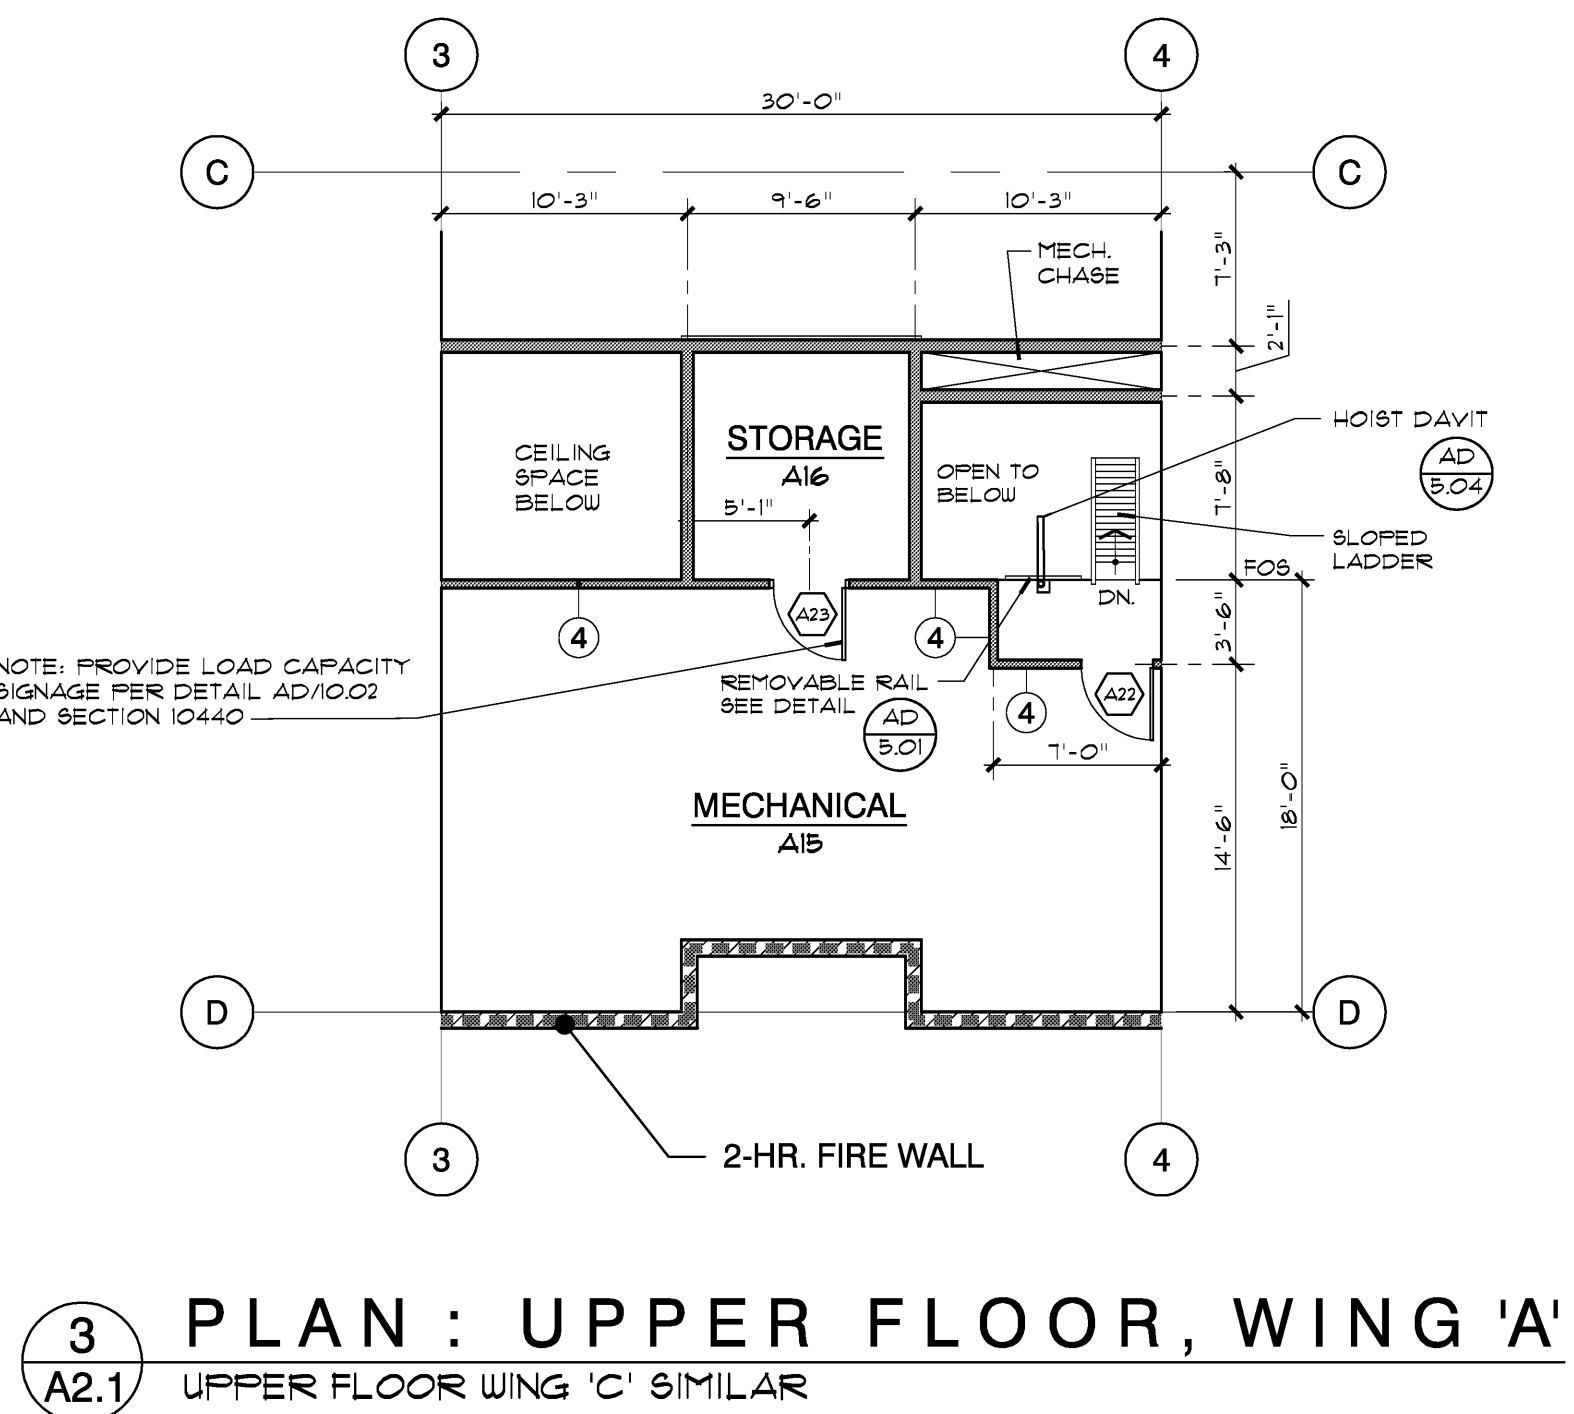 3
4
30'-0"
C
C
10'-3"
9'-6"
10'-3"
7'-3"
MECH.
CHASE
2'-1"
HOIST DAVIT
AD
5.04
STORAGE
A16
CEILING
SPACE
BELOW
OPEN TO
BELOW
7'-8"
5'-1"
SLOPED
LADDER
FOS
DN.
A23
4
4
3'-6"
NOTE: PROVIDE LOAD CAPACITY
SIGNAGE PER DETAIL AD/10.02
AND SECTION 10440
REMOVABLE RAIL
SEE DETAIL
AD
5.01
A22
4
7'-0"
MECHANICAL
A15
14'-6"
18'-0"
D
D
3
2-HR. FIRE WALL
4
3
A2.1
PLAN: UPPER FLOOR, WING 'A'
UPPER FLOOR WING 'C' SIMILAR